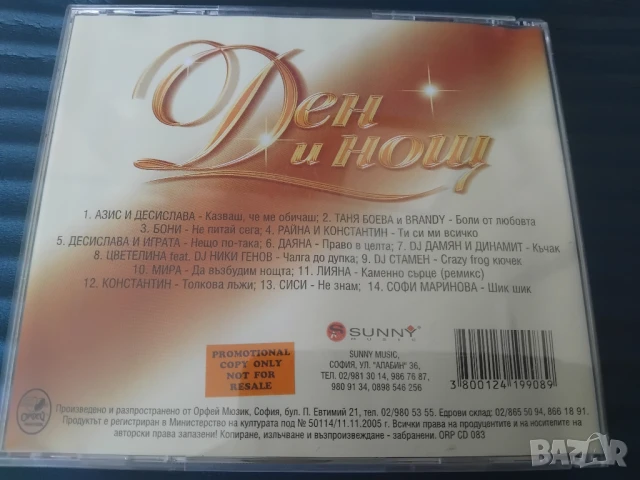 Ден
и нощ
1. АЗИС И ДЕСИСЛАВА - Казваш, че ме обичаш; 2. ТАНЯ БОЕВА и BRANDY - Боли от любовта
3. БОНИ - Не питай сега; 4. РАЙНА И КОНСТАНТИН - Ти си ми всичко
5. ДЕСИСЛАВА И ИГРАТА - Нещо по-така; 6. ДАЯНА - Право в целта; 7. DJ ДАМЯН И ДИНАМИТ - Кьчак
8. ЦВЕТЕЛИНА feat. DJ НИКИ ГЕНОВ - Чалга до дупка; 9. DJ СТАМЕН - Crazy frog кючек
10. МИРА - Да възбудим нощта; 11. ЛИЯНА - Каменно сърце (ремикс)
12. КОНСТАНТИН - Толкова лъжи; 13. СИСИ - Не знам; 14. СОФИ МАРИНОВА - Шик шик
PROMOTIONAL
COPY ONLY
NOT FOR
RESALE
SUNNY
MUSIC
SUNNY MUSIC,
СОФИЯ, УЛ. "АЛАБИН" 36,
ТЕЛ. 02/981 30 14, 986 76 87,
980 91 34, 0898 546 256
3 800124 199089
Произведено и разпространено от Орфей Мюзик, София, бул. П. Евтимий 21, тел. 02/980 53 55. Едрови склад. 02/865 50 94, 866 18 91.
Продуктът е регистриран в Министерство на културата под № 50114/11.11.2005 г. Всички права на продуцентите и на носителите на
авторски права запазени! Копиране, излъчване и възпроизвеждане - забранени. ORP CD 083
BAZAR